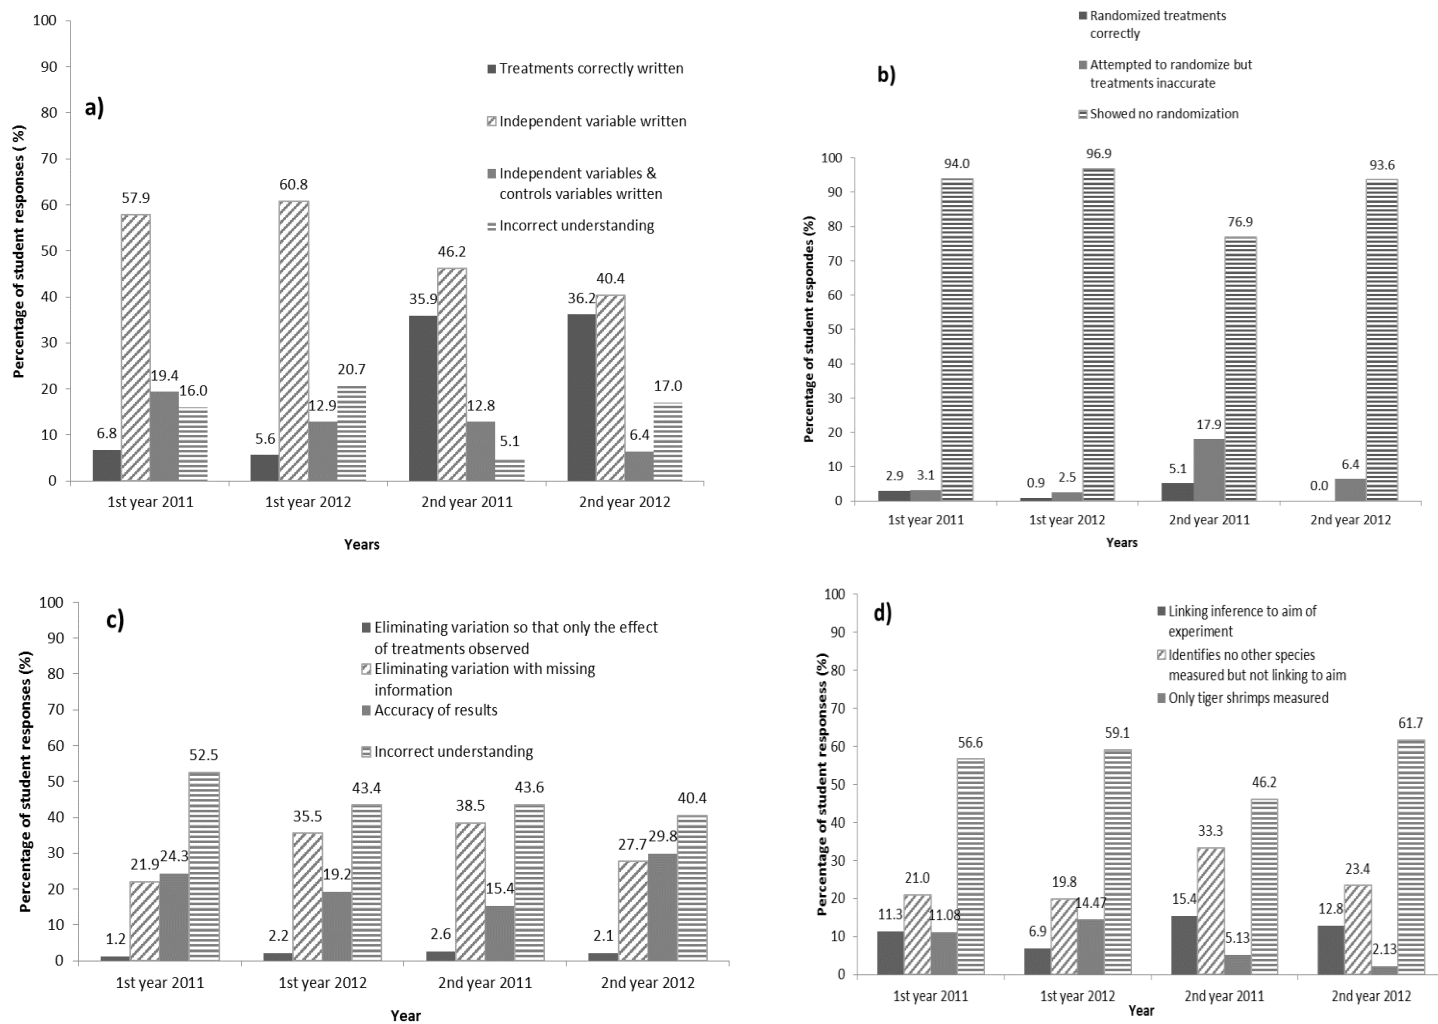 a)
Percentage of student responses ( %)
100
90
80
70
60
50
40
30
20
10
0
Treatments correctly written
Independent variable written
Independent variables &
controls variables written
Incorrect understanding
6.8
57.9
19.4
16.0
5.6
60.8
12.9
20.7
35.9
46.2
12.8
5.1
36.2
40.4
6.4
17.0
1st year 2011
1st year 2012
2nd year 2011
2nd year 2012
Years
b)
Percentage of student respondes (%)
100
90
80
70
60
50
40
30
20
10
0
Randomized treatments
correctly
Attempted to randomize but
treatments inaccurate
Showed no randomization
2.9
3.1
94.0
0.9
2.5
96.9
5.1
17.9
76.9
0.0
6.4
93.6
1st year 2011
1st year 2012
2nd year 2011
2nd year 2012
Years
c)
Percentage of student responses (%)
100
90
80
70
60
50
40
30
20
10
0
Eliminating variation so that only the effect
of treatments observed
Eliminating variation with missing
information
Accuracy of results
Incorrect understanding
1.2
21.9
24.3
52.5
2.2
35.5
19.2
43.4
2.6
38.5
15.4
43.6
2.1
27.7
29.8
40.4
1st year 2011
1st year 2012
2nd year 2011
2nd year 2012
Year
d)
Percentage of student responsess (%)
100
90
80
70
60
50
40
30
20
10
0
Linking inference to aim of
experiment
Identifies no other species
measured but not linking to aim
Only tiger shrimps measured
11.3
21.0
11.08
56.6
6.9
19.8
14.47
59.1
15.4
33.3
5.13
46.2
12.8
23.4
2.13
61.7
1st year 2011
1st year 2012
2nd year 2011
2nd year 2012
Year